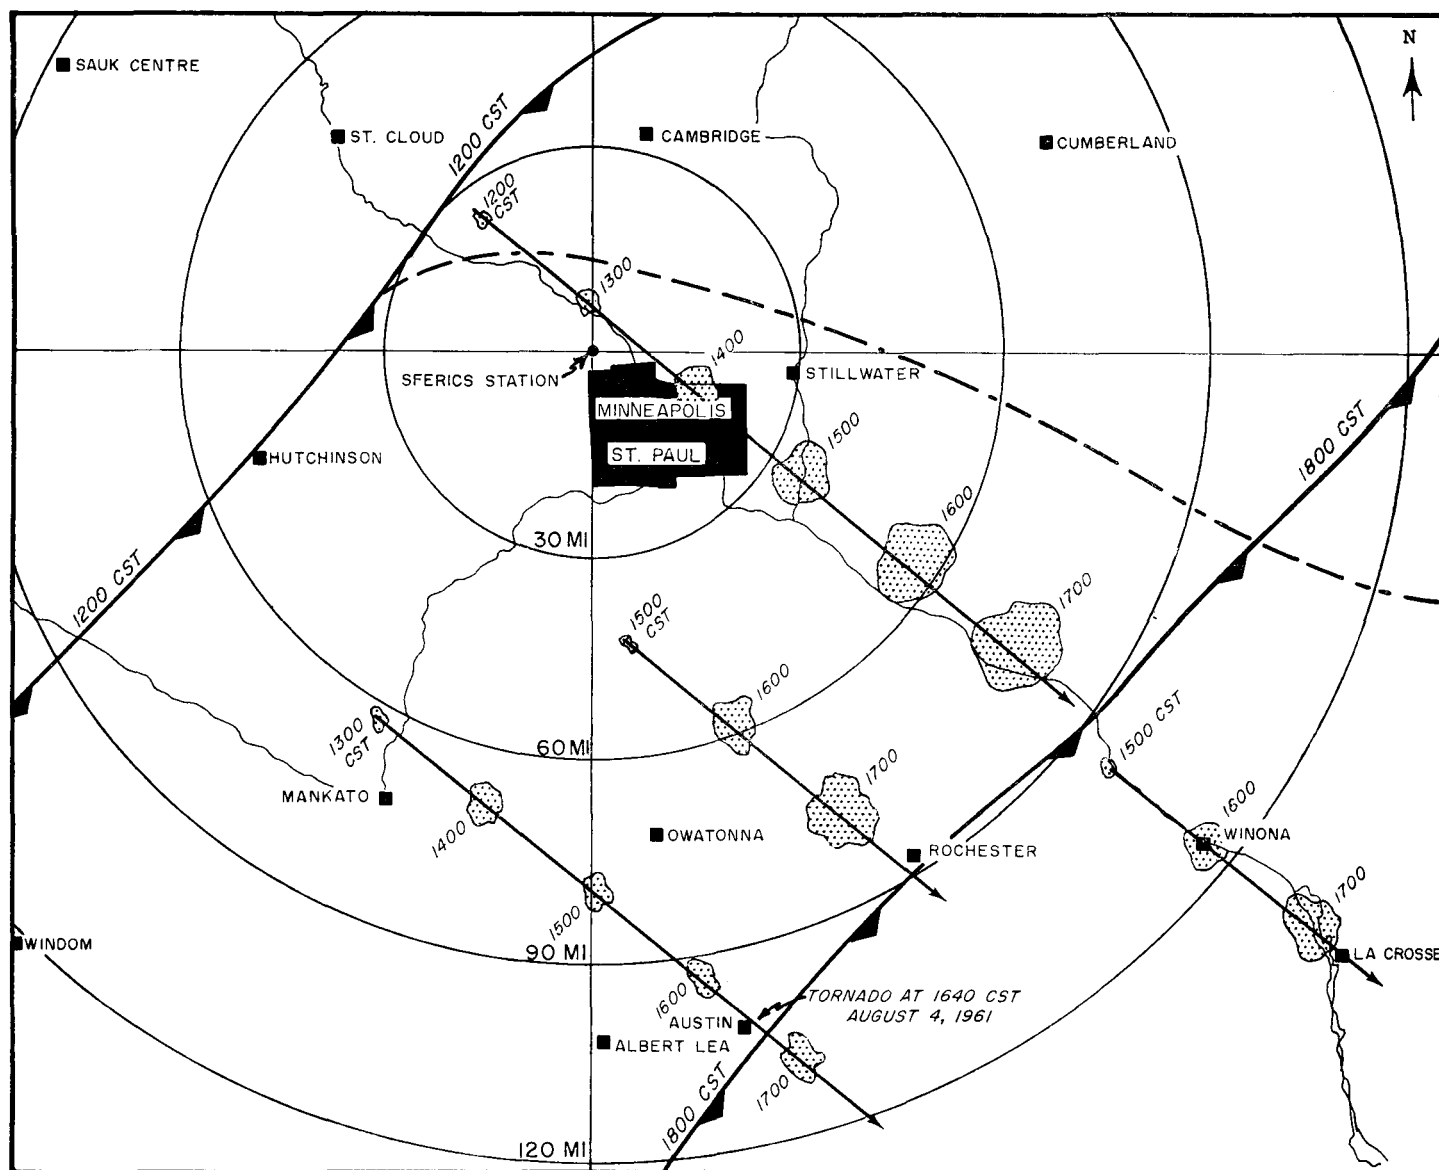 N
SAUK CENTRE
ST. CLOUD
1200 CST
CAMBRIDGE
CUMBERLAND
1200
CST
1300
1400
SFERICS STATION
STILLWATER
MINNEAPOLIS
ST. PAUL
HUTCHINSON
1500
1800 CST
1600
30 MI
1200 CST
1700
1500
CST
1600
1300
CST
60 MI
1500 CST
1700
MANKATO
1400
OWATONNA
ROCHESTER
1600
WINONA
1700
1500
WINDOM
90 MI
LA CROSSE
1600
TORNADO AT 1640 CST
AUGUST 4, 1961
AUSTIN
ALBERT LEA
1700
1800 CST
120 MI